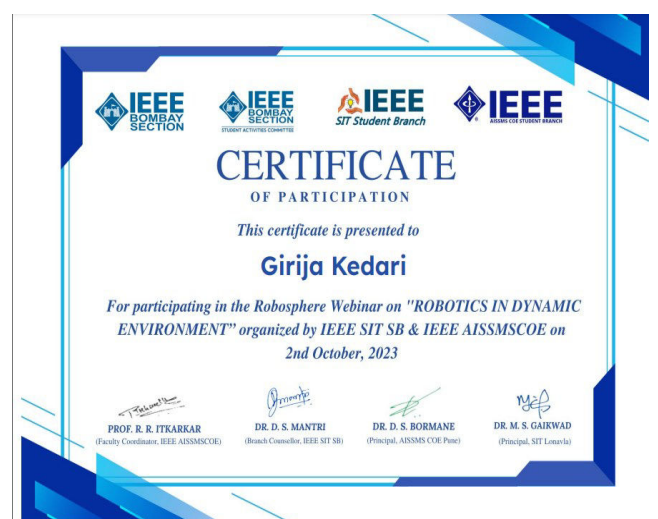 IEEE
BOMBAY
SECTION
IEEE
BOMBAY
SECTION
STUDENT ACTIVITIES COMMITTEE
IEEE
SIT Student Branch
IEEE
AISSMS COE STUDENT BRANCH
CERTIFICATE
OF PARTICIPATION
This certificate is presented to
Girija Kedari
For participating in the Robosphere Webinar on "ROBOTICS IN DYNAMIC
ENVIRONMENT” organized by IEEE SIT SB & IEEE AISSMSCOE on
2nd October, 2023
PROF. R. R. ITKARKAR
(Faculty Coordinator, IEEE AISSMSCOE)
DR. D. S. MANTRI
(Branch Counsellor, IEEE SIT SB)
DR. D. S. BORMANE
(Principal, AISSMS COE Pune)
DR. M. S. GAIKWAD
(Principal, SIT Lonavla)